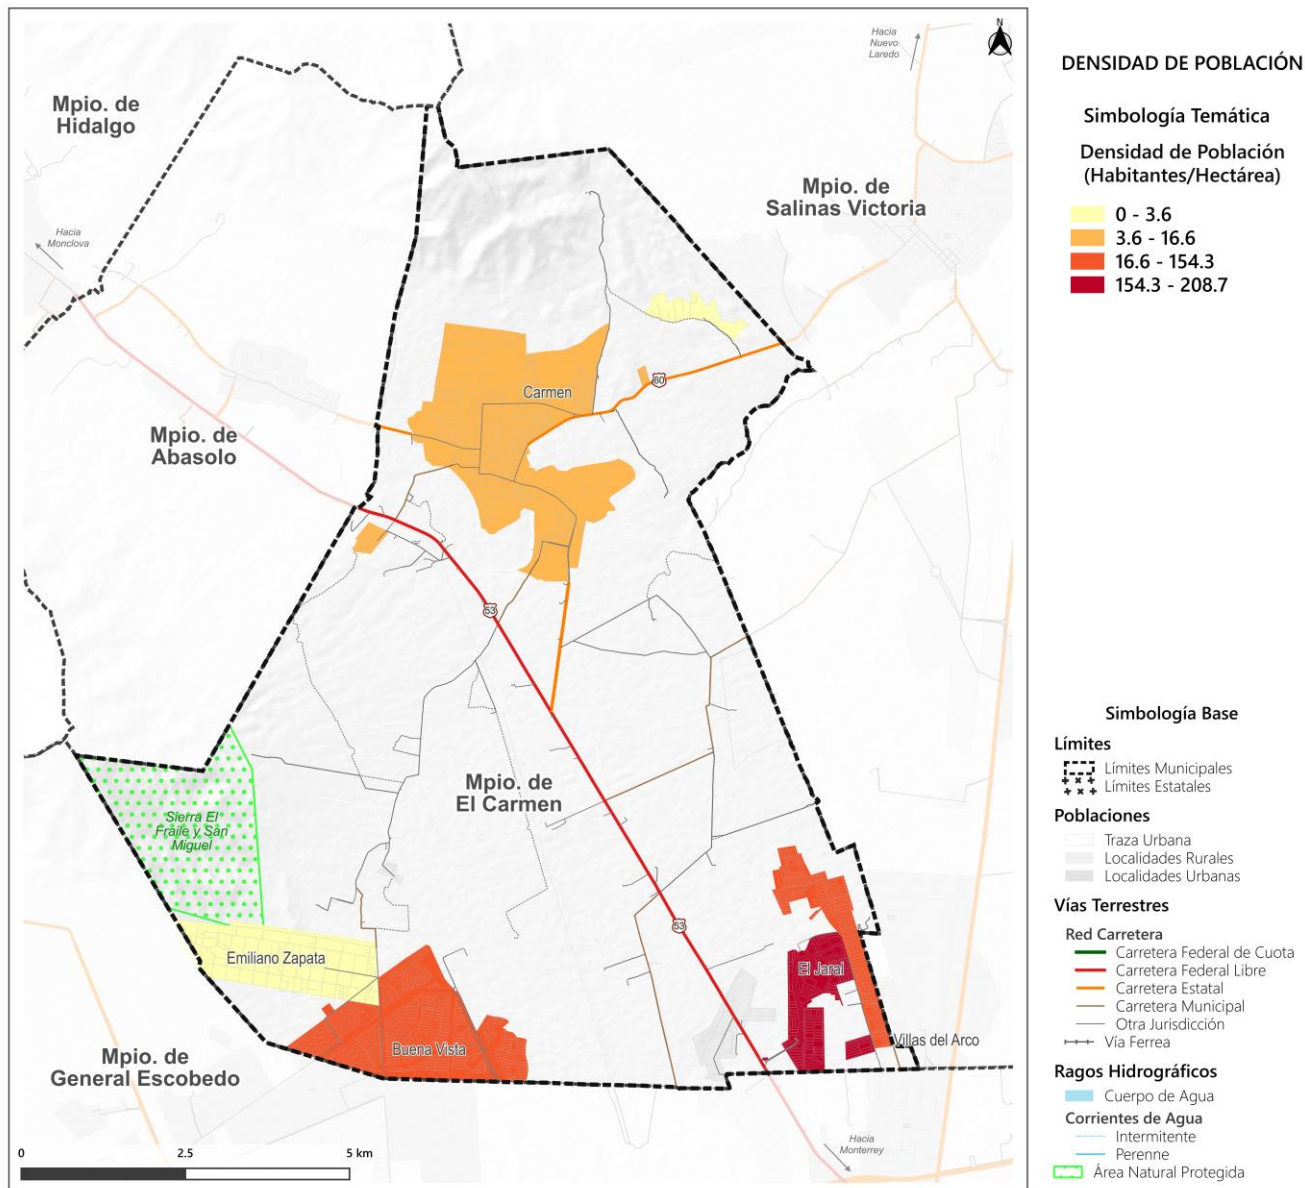 N
Hacia
Nuevo
Laredo
Mpio. de
Hidalgo
Mpio. de
Salinas Victoria
Hacia
Monclova
60
Carmen
Mpio. de
Abasolo
53
Mpio. de
El Carmen
Sierra El
Fraile y San
Miguel
53
Emiliano Zapata
El Jaral
Buena Vista
Villas del Arco
Mpio. de
General Escobedo
Hacia
Monterrey
0 2.5 5 km
DENSIDAD DE POBLACIÓN
Simbología Temática
Densidad de Población
(Habitantes/Hectárea)
0 - 3.6
3.6 - 16.6
16.6 - 154.3
154.3 - 208.7
Simbología Base
Límites
Límites Municipales
Límites Estatales
Poblaciones
Traza Urbana
Localidades Rurales
Localidades Urbanas
Vías Terrestres
Red Carretera
Carretera Federal de Cuota
Carretera Federal Libre
Carretera Estatal
Carretera Municipal
Otra Jurisdicción
Vía Ferrea
Ragos Hidrográficos
Cuerpo de Agua
Corrientes de Agua
Intermitente
Perenne
Área Natural Protegida